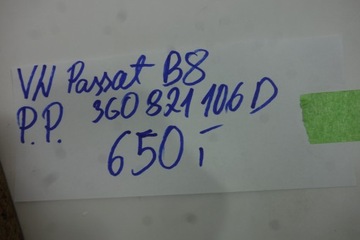 VW Passat B8
P.P. 3G0 821 106 D
650,-